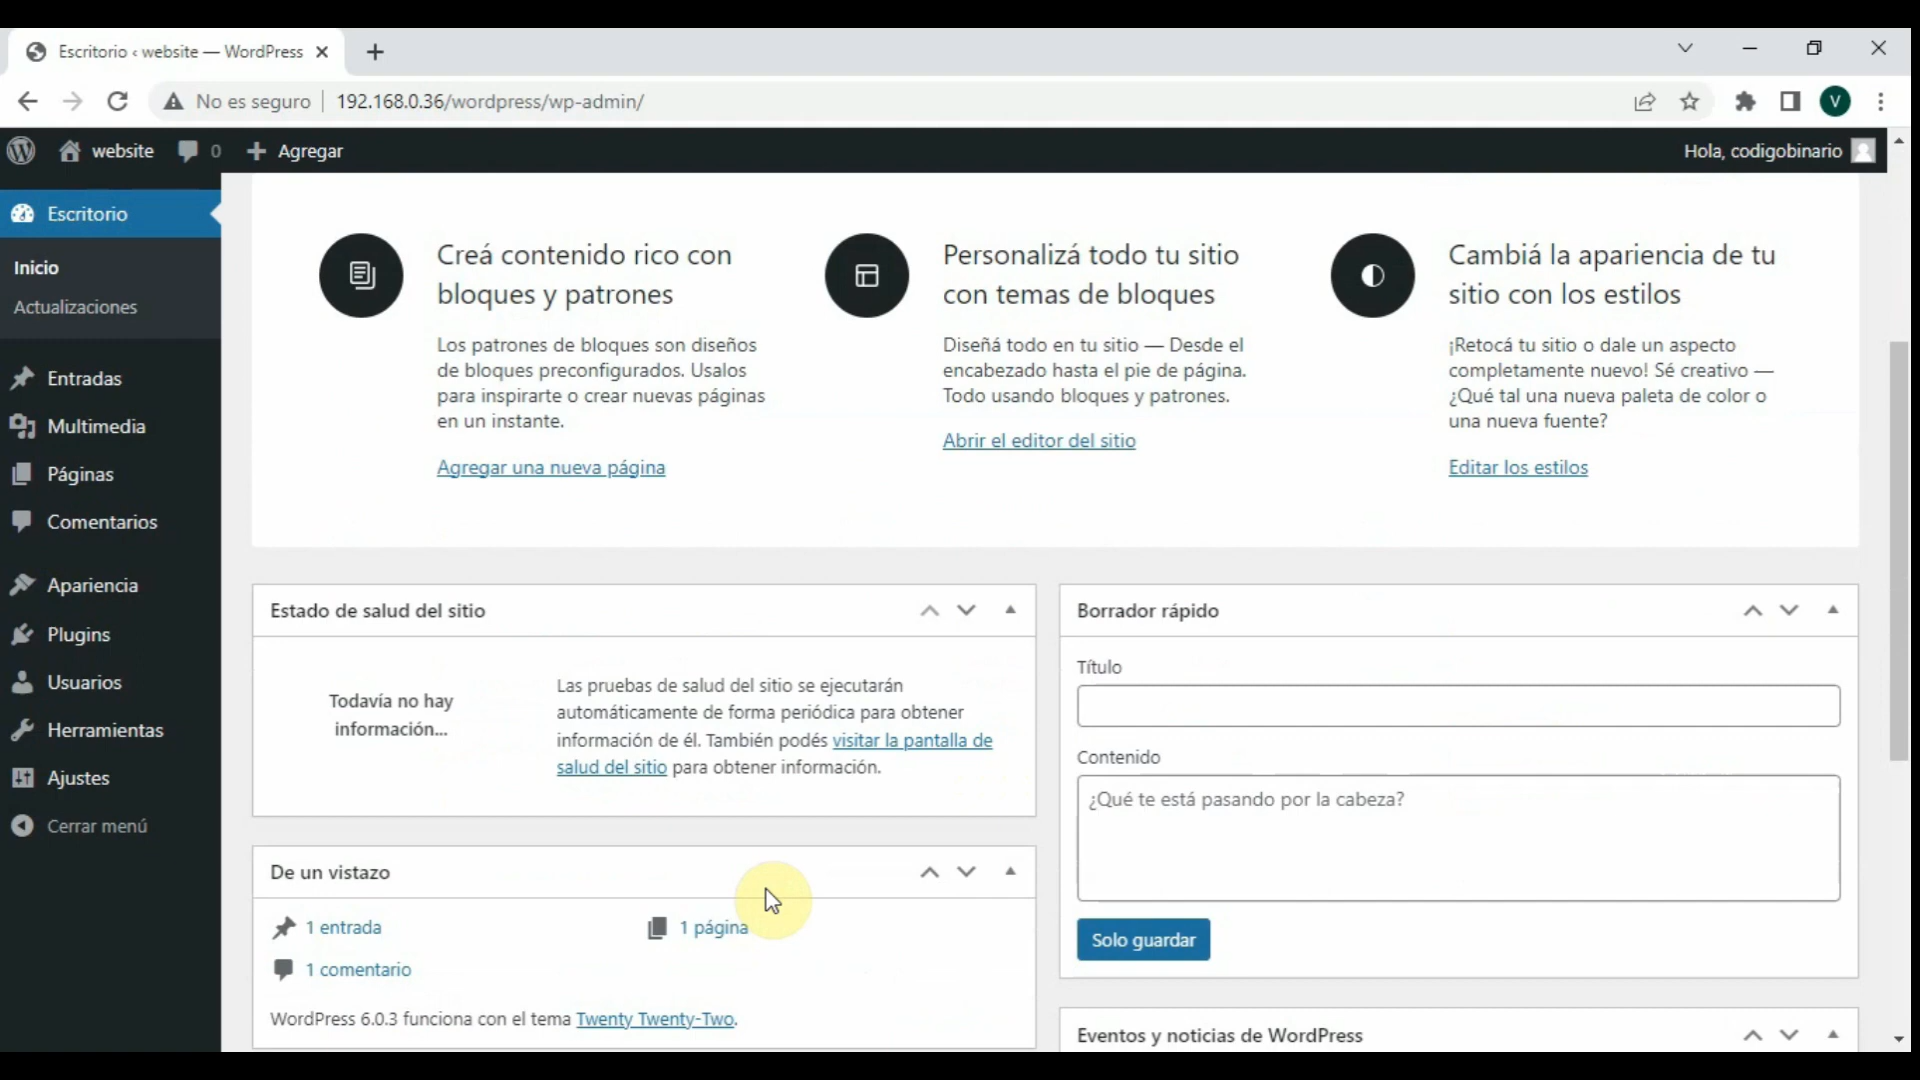 Escritorio ‹ website — WordPress
No es seguro
192.168.0.36/wordpress/wp-admin/
V
website
0
Agregar
Hola, codigobinario
Escritorio
Inicio
Actualizaciones
Entradas
Multimedia
Páginas
Comentarios
Apariencia
Plugins
Usuarios
Herramientas
Ajustes
Cerrar menú
Creá contenido rico con
bloques y patrones
Los patrones de bloques son diseños
de bloques preconfigurados. Usalos
para inspirarte o crear nuevas páginas
en un instante.
Agregar una nueva página
Personalizá todo tu sitio
con temas de bloques
Diseñá todo en tu sitio — Desde el
encabezado hasta el pie de página.
Todo usando bloques y patrones.
Abrir el editor del sitio
Cambiá la apariencia de tu
sitio con los estilos
¡Retocá tu sitio o dale un aspecto
completamente nuevo! Sé creativo —
¿Qué tal una nueva paleta de color o
una nueva fuente?
Editar los estilos
Estado de salud del sitio
Todavía no hay
información...
Las pruebas de salud del sitio se ejecutarán
automáticamente de forma periódica para obtener
información de él. También podés visitar la pantalla de
salud del sitio para obtener información.
De un vistazo
1 entrada
1 página
1 comentario
WordPress 6.0.3 funciona con el tema Twenty Twenty-Two.
Borrador rápido
Título
Contenido
¿Qué te está pasando por la cabeza?
Solo guardar
Eventos y noticias de WordPress